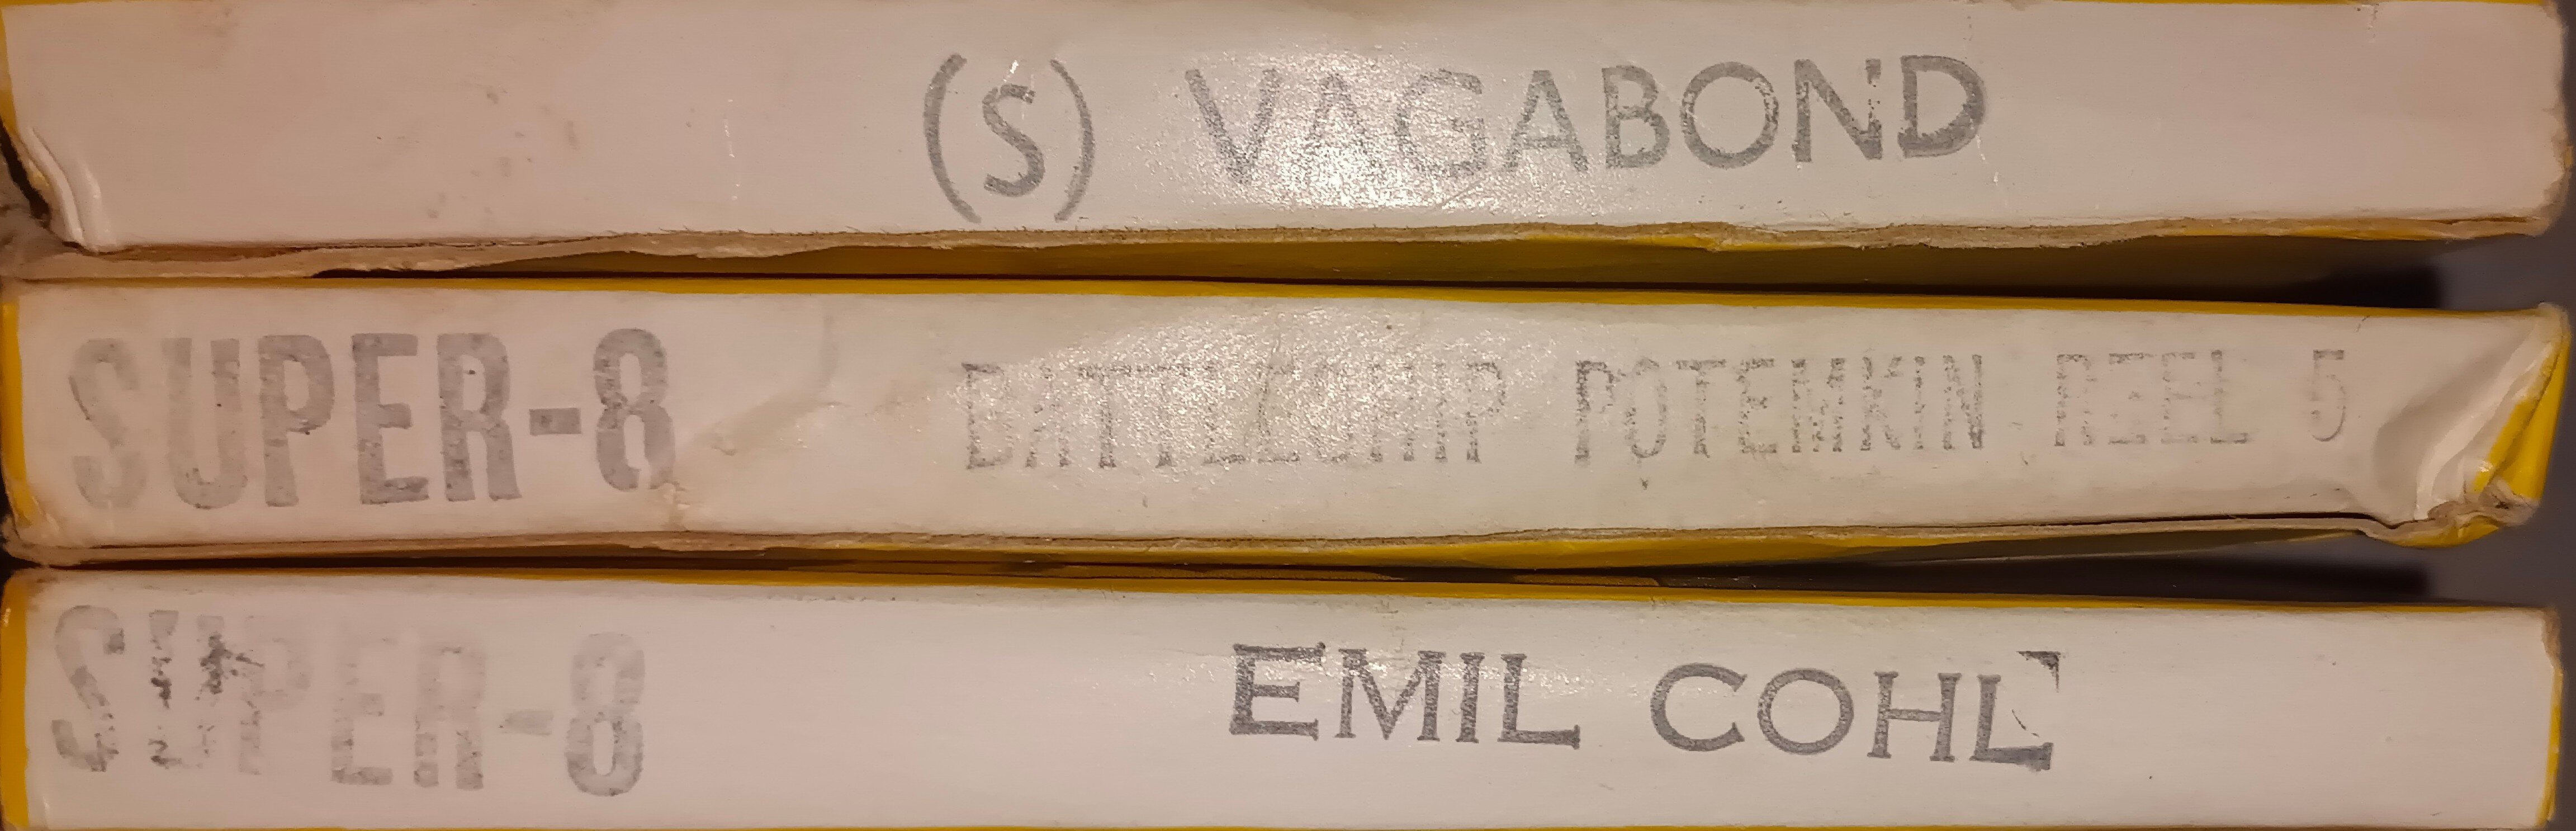 (S) VAGABOND
SUPER-8 BATTLESHIP POTEMKIN REEL 5
SUPER-8 EMIL COHL